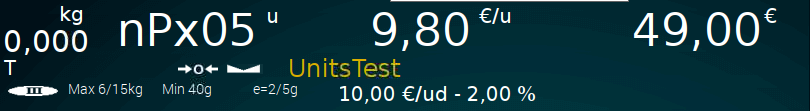 kg
0,000
T
nPx05 u
9,80 €/u
49,00 €
→o←
UnitsTest
Max 6/15kg Min 40g e=2/5g
10,00 €/ud - 2,00 %